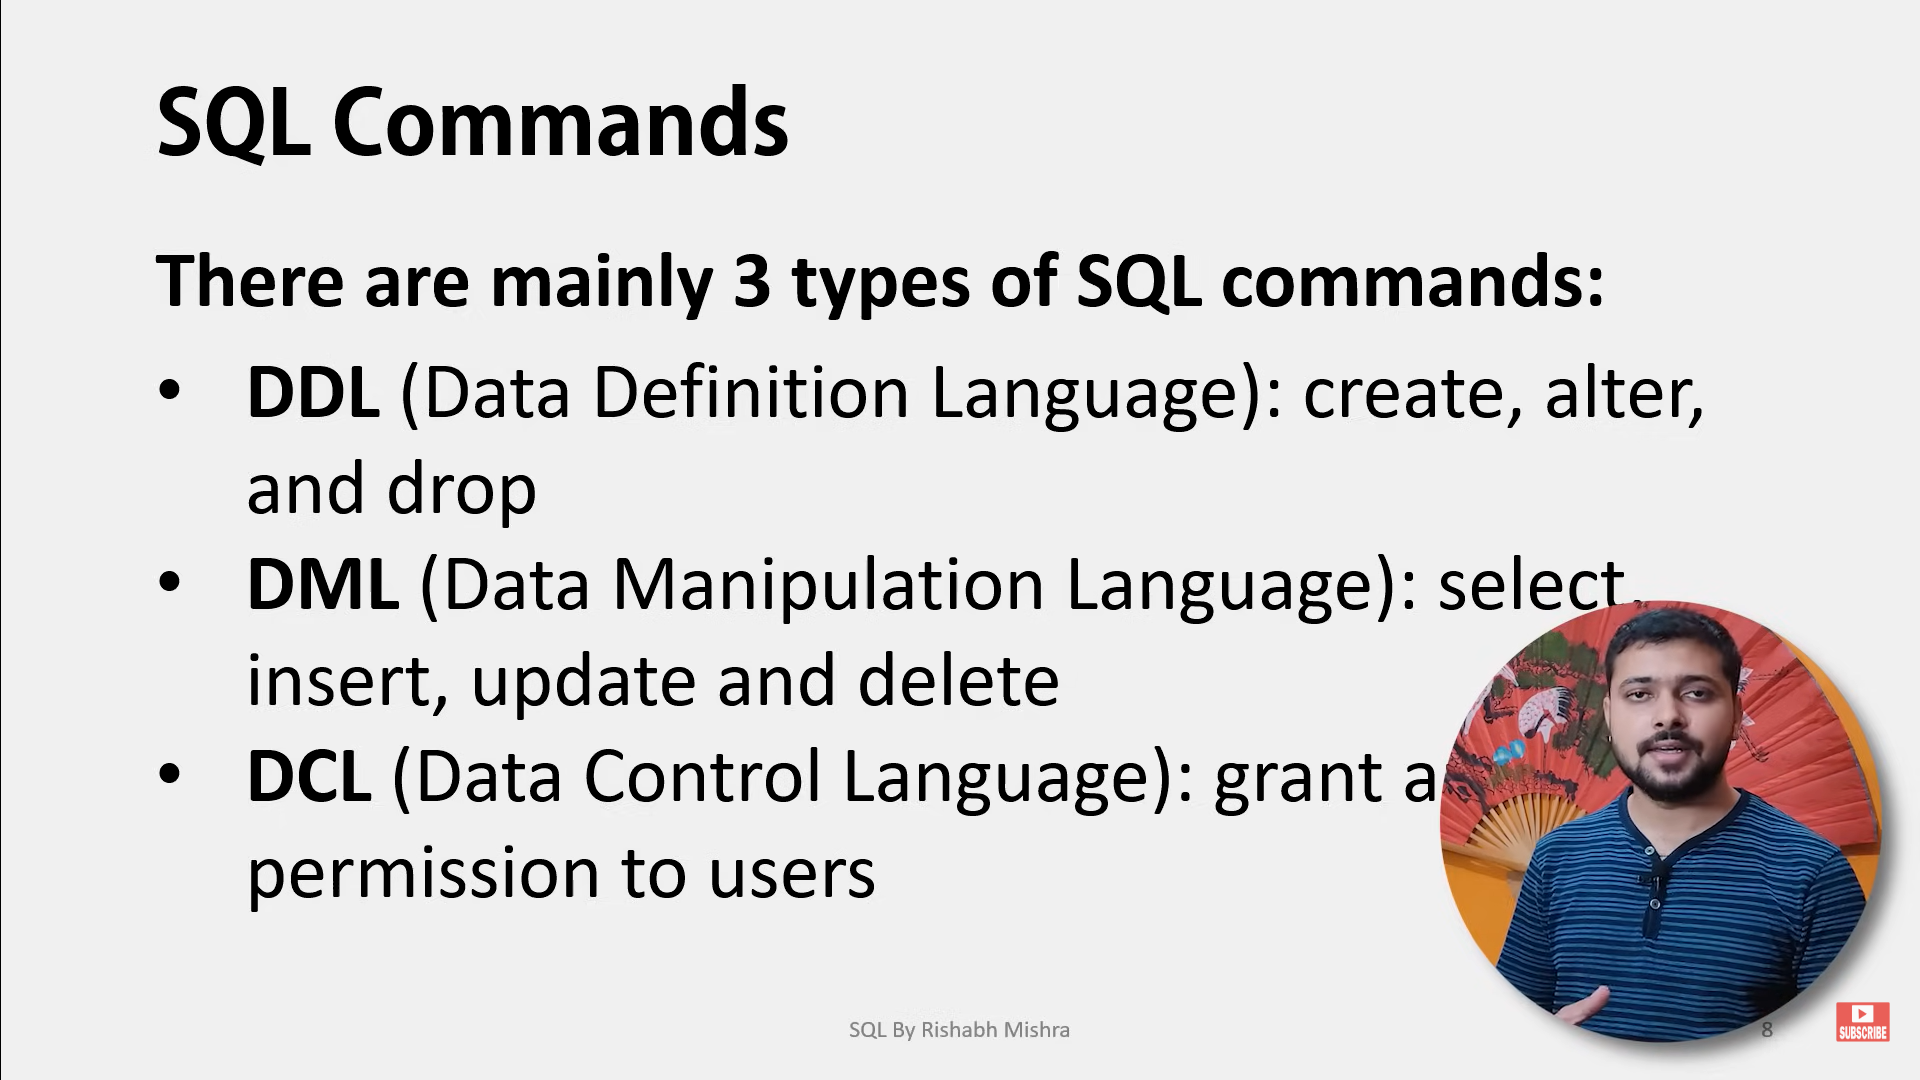 SQL Commands
There are mainly 3 types of SQL commands:
• DDL (Data Definition Language): create, alter,
and drop
• DML (Data Manipulation Language): select,
insert, update and delete
• DCL (Data Control Language): grant
permission to users
SQL By Rishabh Mishra
8
SUBSCRIBE